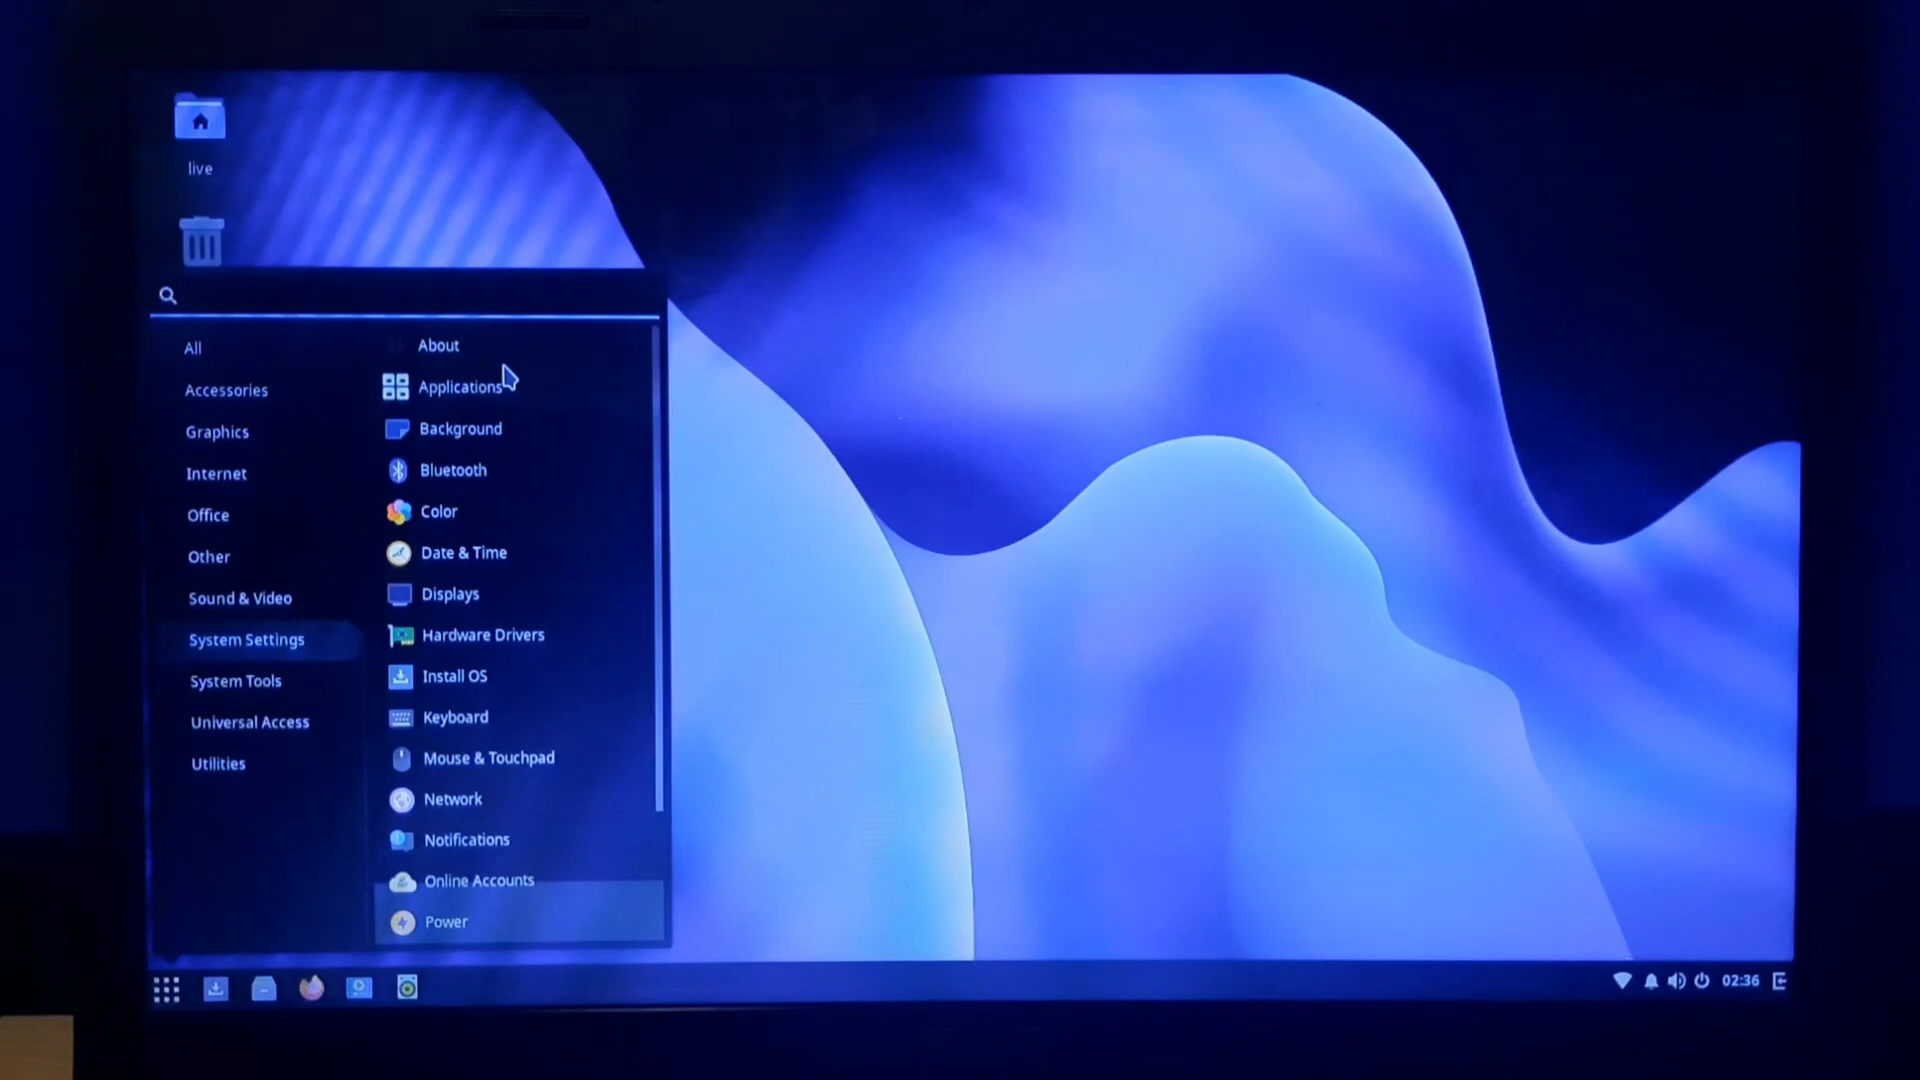 live
All
Accessories
Graphics
Internet
Office
Other
Sound & Video
System Settings
System Tools
Universal Access
Utilities
About
Applications
Background
Bluetooth
Color
Date & Time
Displays
Hardware Drivers
Install OS
Keyboard
Mouse & Touchpad
Network
Notifications
Online Accounts
Power
02:36